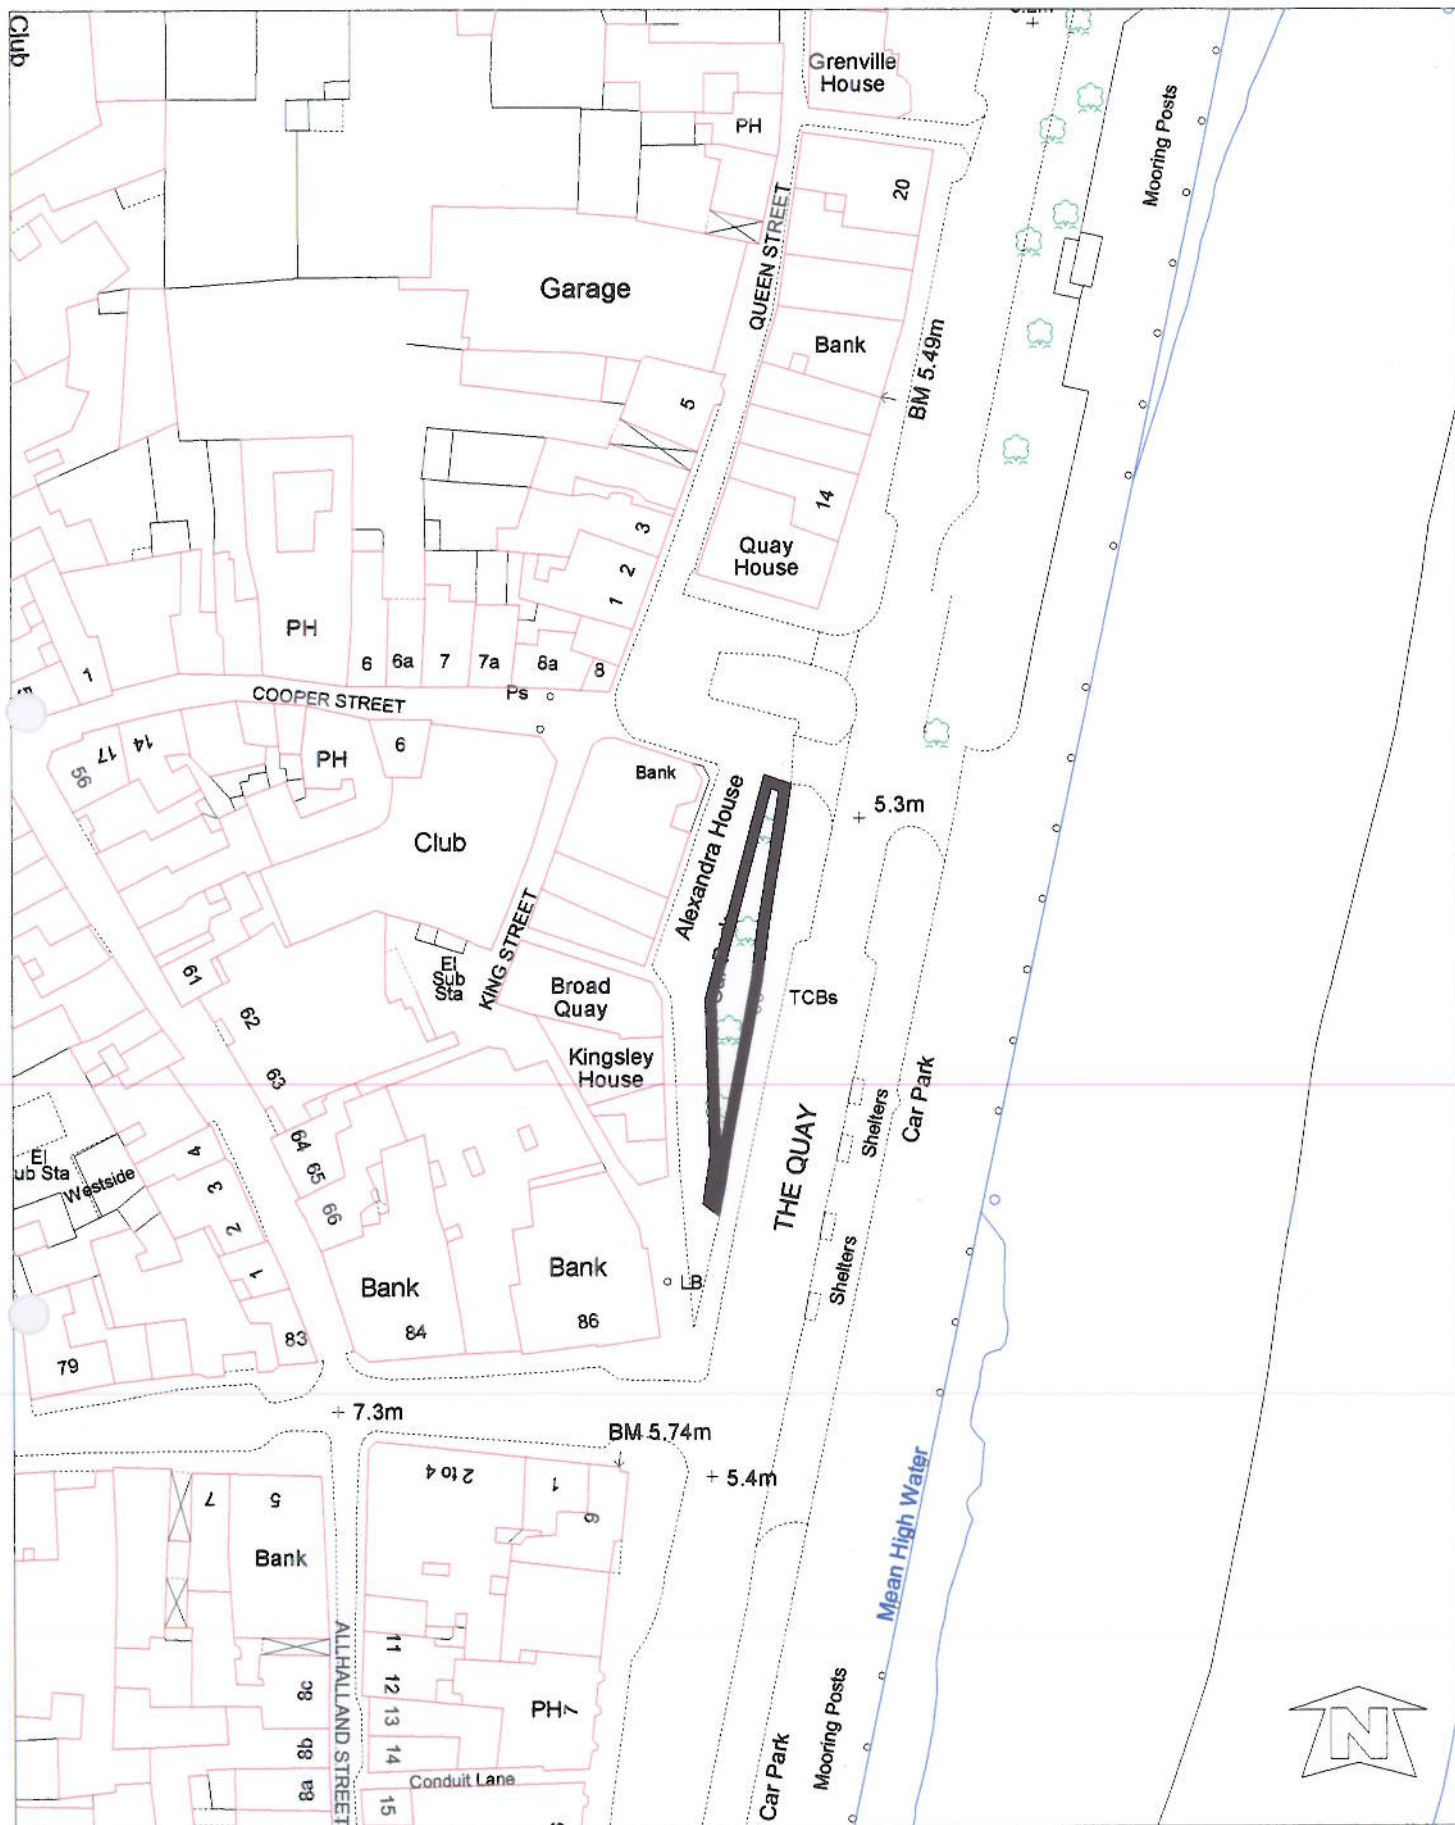 Club
Grenville
House
Mooring Posts
PH
20
QUEEN STREET
Garage
Bank
BM 5.49m
5
14
3
Quay
House
2
1
PH
6
6a
7
7a
8a
8
1
COOPER STREET
Ps
17
14
56
PH
6
Bank
Alexandra House
5.3m
Club
KING STREET
61
El
Sub
Sta
Broad
Quay
TCBs
62
Kingsley
House
63
THE QUAY
Shelters
Car Park
64
4
El
ub Sta
Westside
65
3
66
2
Shelters
1
Bank
Bank
LB
84
86
83
79
7.3m
BM 5.74m
5.4m
2 to 4
1
6
7
5
Bank
Mean High Water
ALLHALLAND STREET
11
12
13
14
8c
8b
8a
PH
7
Mooring Posts
Car Park
Conduit Lane
15
N